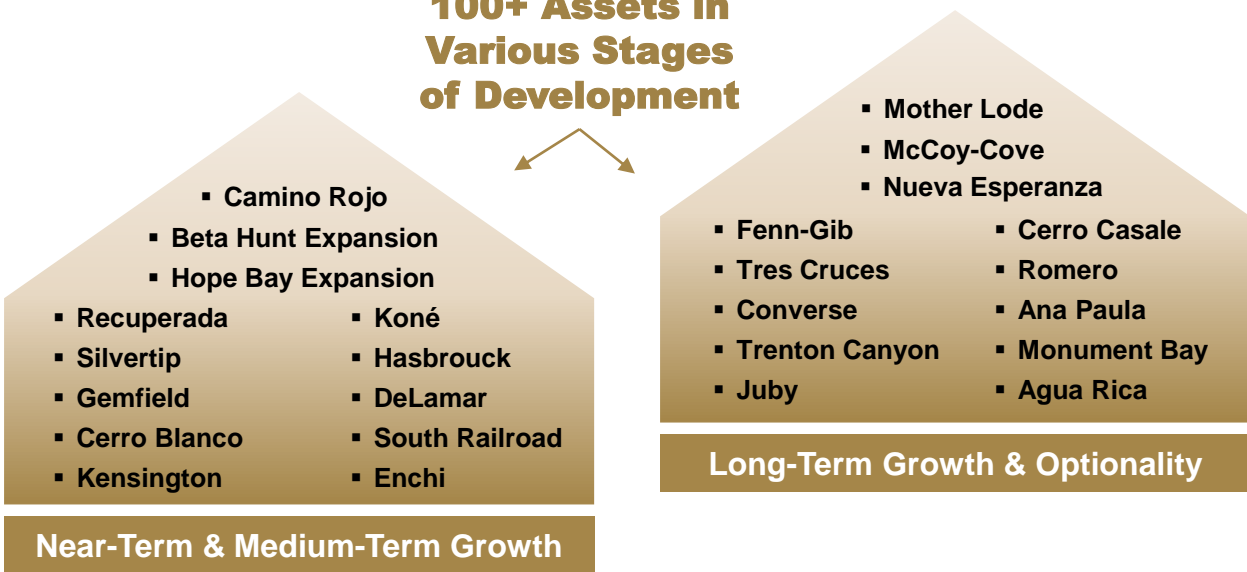 100+ Assets in
Various Stages
of Development
▪ Camino Rojo
▪ Beta Hunt Expansion
▪ Hope Bay Expansion
▪ Recuperada
▪ Silvertip
▪ Gemfield
▪ Cerro Blanco
▪ Kensington
▪ Koné
▪ Hasbrouck
▪ DeLamar
▪ South Railroad
▪ Enchi
Near-Term & Medium-Term Growth
▪ Mother Lode
▪ McCoy-Cove
▪ Nueva Esperanza
▪ Fenn-Gib
▪ Tres Cruces
▪ Converse
▪ Trenton Canyon
▪ Juby
▪ Cerro Casale
▪ Romero
▪ Ana Paula
▪ Monument Bay
▪ Agua Rica
Long-Term Growth & Optionality